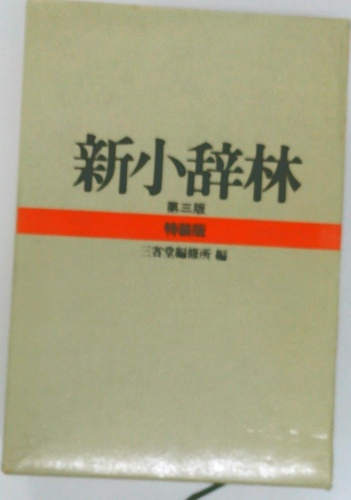 新小辞林
第三版
特装版
三省堂編修所 編